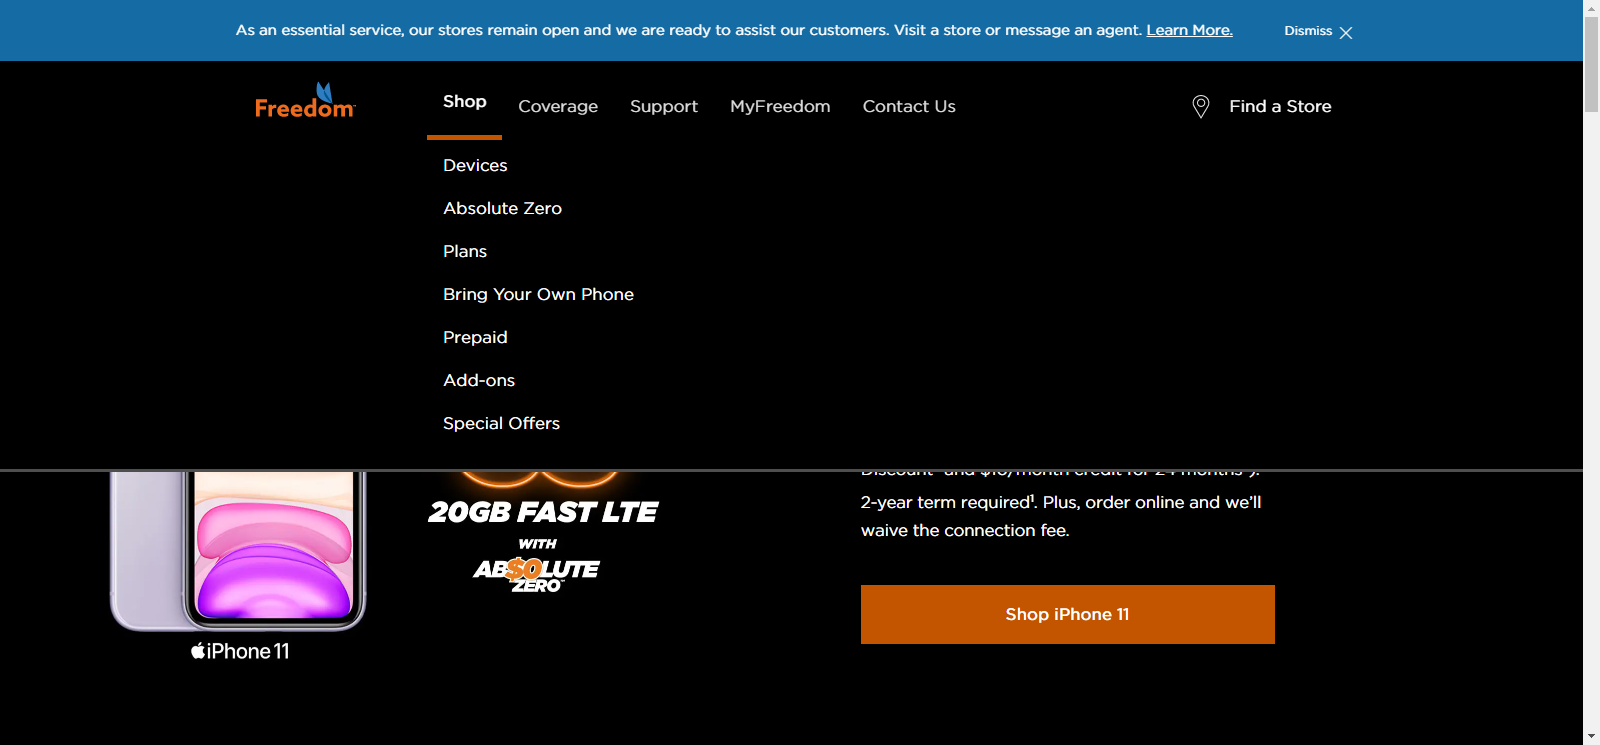 As an essential service, our stores remain open and we are ready to assist our customers. Visit a store or message an agent. Learn More.
Dismiss
Freedom
Shop
Coverage
Support
MyFreedom
Contact Us
Find a Store
Devices
Absolute Zero
Plans
Bring Your Own Phone
Prepaid
Add-ons
Special Offers
20GB FAST LTE
WITH
AB$0LUTE
ZERO™
iPhone 11
2-year term required¹. Plus, order online and we’ll
waive the connection fee.
Shop iPhone 11